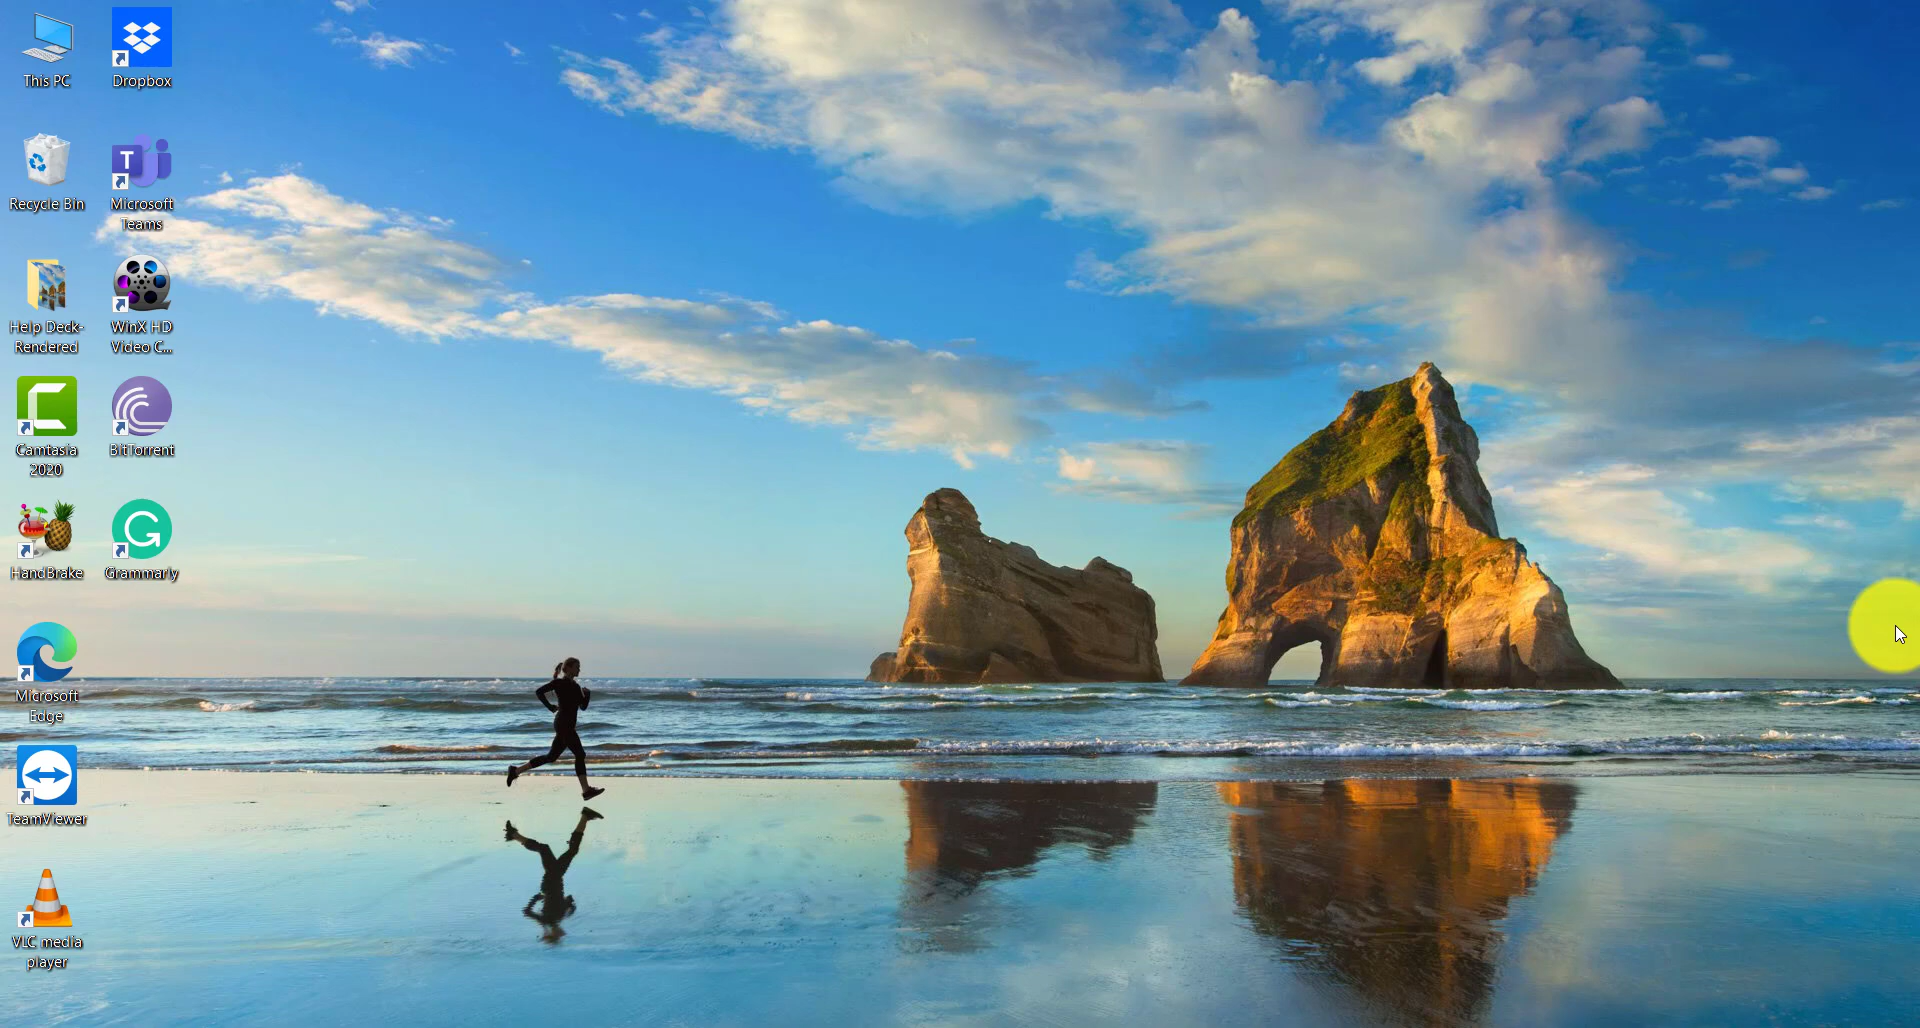 This PC
Dropbox
Recycle Bin
T
Microsoft
Teams
Help Deck-
Rendered
WinX HD
Video C...
Camtasia
2020
BitTorrent
HandBrake
Grammarly
Microsoft
Edge
TeamViewer
VLC media
player